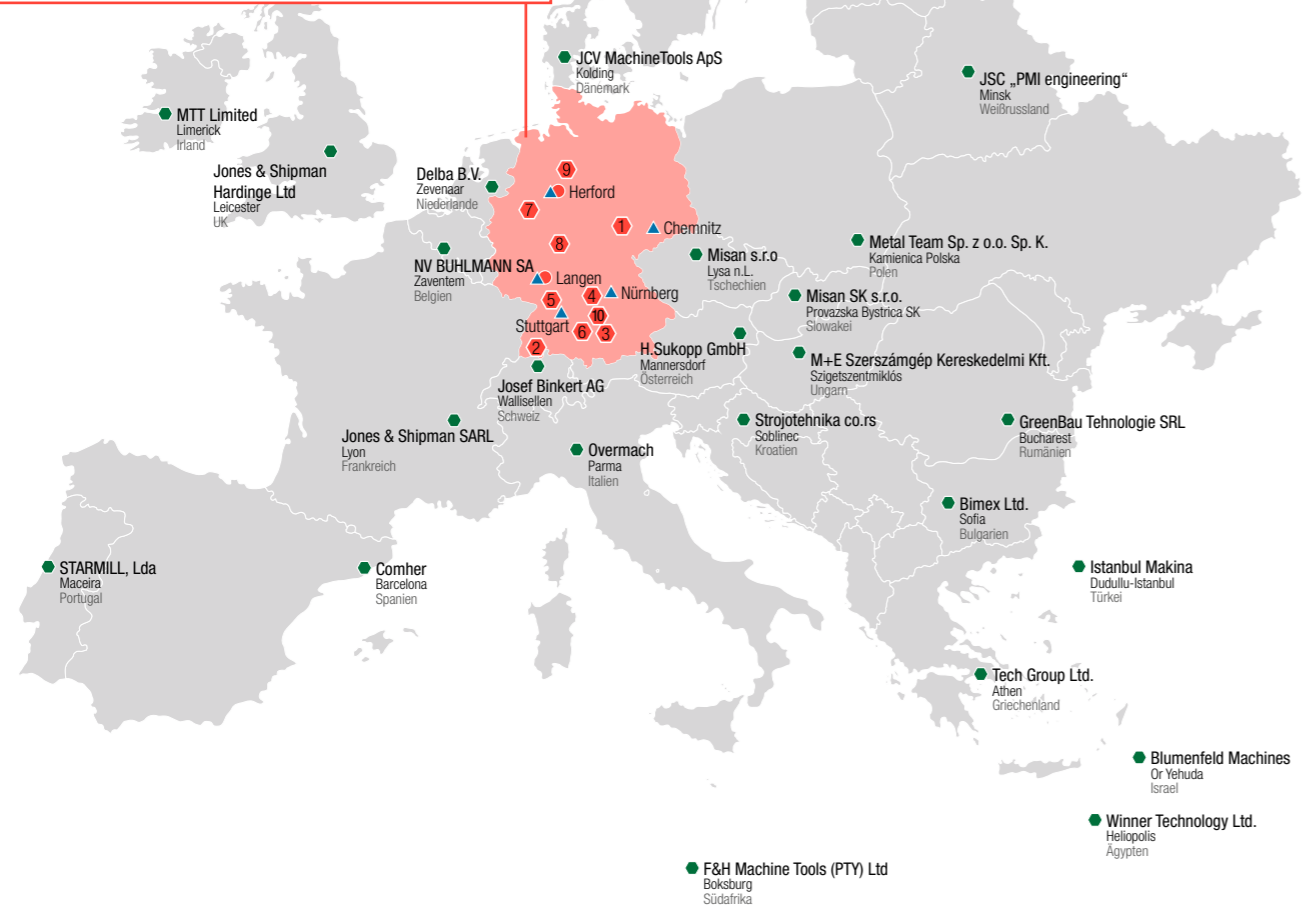 JCV MachineTools ApS
Kolding
Dänemark
JSC „PMI engineering“
Minsk
Weißrussland
MTT Limited
Limerick
Irland
Jones & Shipman
Hardinge Ltd
Leicester
UK
Delba B.V.
Zevenaar
Niederlande
9
Herford
7
1
Chemnitz
8
NV BUHLMANN SA
Zaventem
Belgien
Langen
5
4
Nürnberg
10
Stuttgart
6
3
2
Misan s.r.o
Lysa n.L.
Tschechien
Metal Team Sp. z o.o. Sp. K.
Kamienica Polska
Polen
Misan SK s.r.o.
Provazska Bystrica SK
Slowakei
H.Sukopp GmbH
Mannersdorf
Österreich
M+E Szerszámgép Kereskedelmi Kft.
Szigetszentmiklós
Ungarn
Josef Binkert AG
Wallisellen
Schweiz
Jones & Shipman SARL
Lyon
Frankreich
Overmach
Parma
Italien
Strojotehnika co.rs
Soblinec
Kroatien
GreenBau Tehnologie SRL
Bucharest
Rumänien
Bimex Ltd.
Sofia
Bulgarien
STARMILL, Lda
Maceira
Portugal
Comher
Barcelona
Spanien
Istanbul Makina
Dudullu-Istanbul
Türkei
Tech Group Ltd.
Athen
Griechenland
Blumenfeld Machines
Or Yehuda
Israel
Winner Technology Ltd.
Heliopolis
Ägypten
F&H Machine Tools (PTY) Ltd
Boksburg
Südafrika